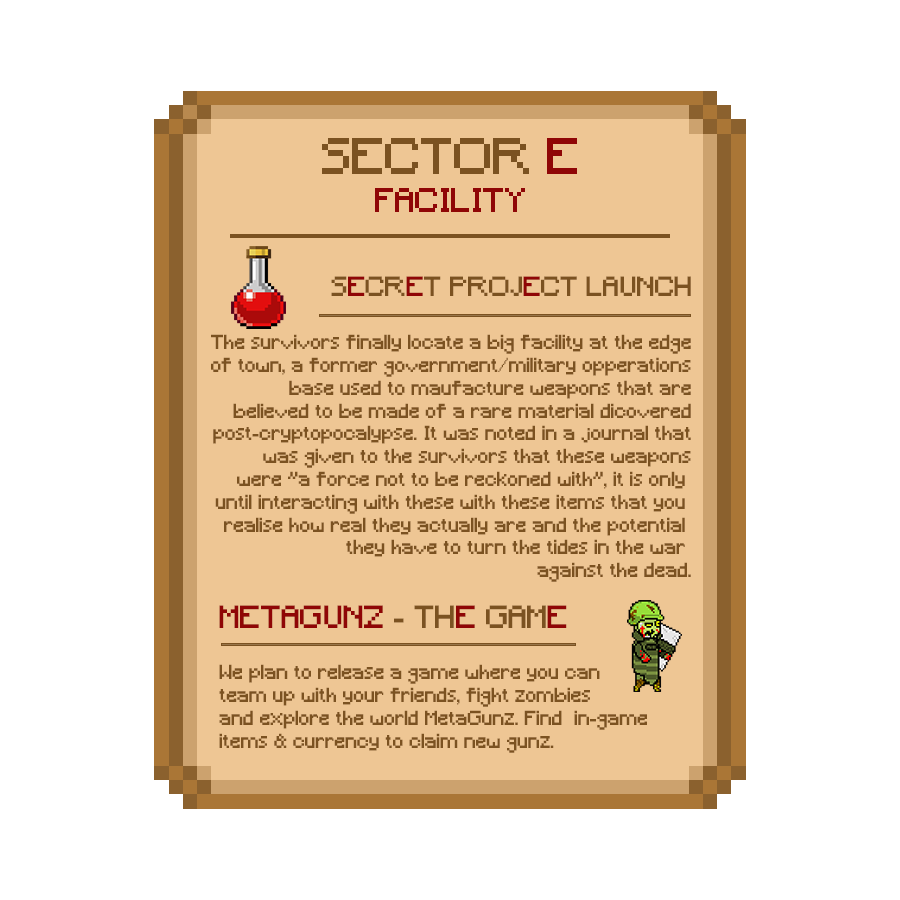 SECTOR E
FACILITY
SECRET PROJECT LAUNCH
The survivors finally locate a big facility at the edge
of town, a former government/military opperations
base used to maufacture weapons that are
believed to be made of a rare material dicovered
post-cryptopocalypse. It was noted in a journal that
was given to the survivors that these weapons
were "a force not to be reckoned with", it is only
until interacting with these with these items that you
realise how real they actually are and the potential
they have to turn the tides in the war
against the dead.
METAGUNZ - THE GAME
We plan to release a game where you can
team up with your friends, fight zombies
and explore the world MetaGunz. Find in-game
items & currency to claim new gunz.